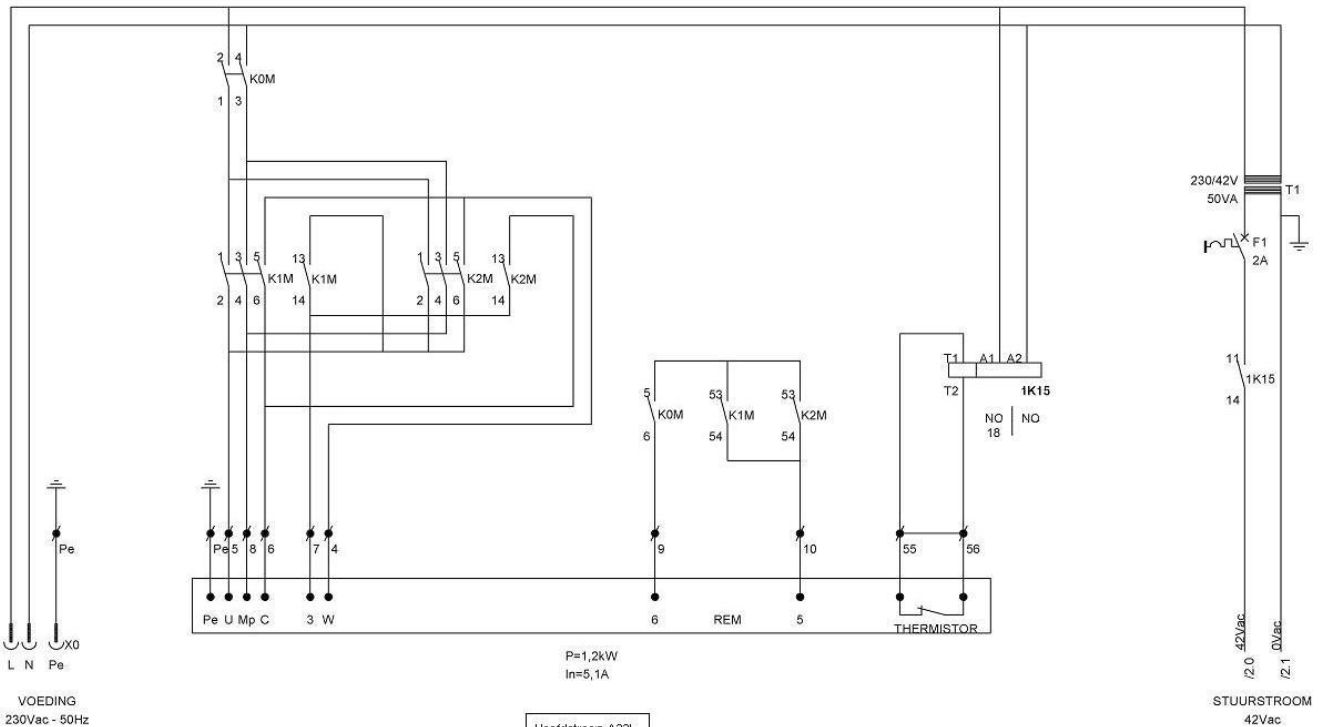 2 4
K0M
1 3
230/42V
T1
50VA
F1
2A
1 3 5 K1M 13 K1M 1 3 5 K2M 13 K2M
2 4 6 14 2 4 6 14
T1 A1 A2
T2 1K15
NO NO
18
11
1K15
14
5 K0M 53 K1M 53 K2M
6 54 54
Pe Pe 5 8 6 7 4 9 10 55 56
Pe U Mp C 3 W 6 REM 5
THERMISTOR
X0
L N Pe
P=1,2kW
In=5,1A
42Vac 0Vac
/2.0 /2.1
VOEDING
230Vac - 50Hz
STUURSTROOM
42Vac